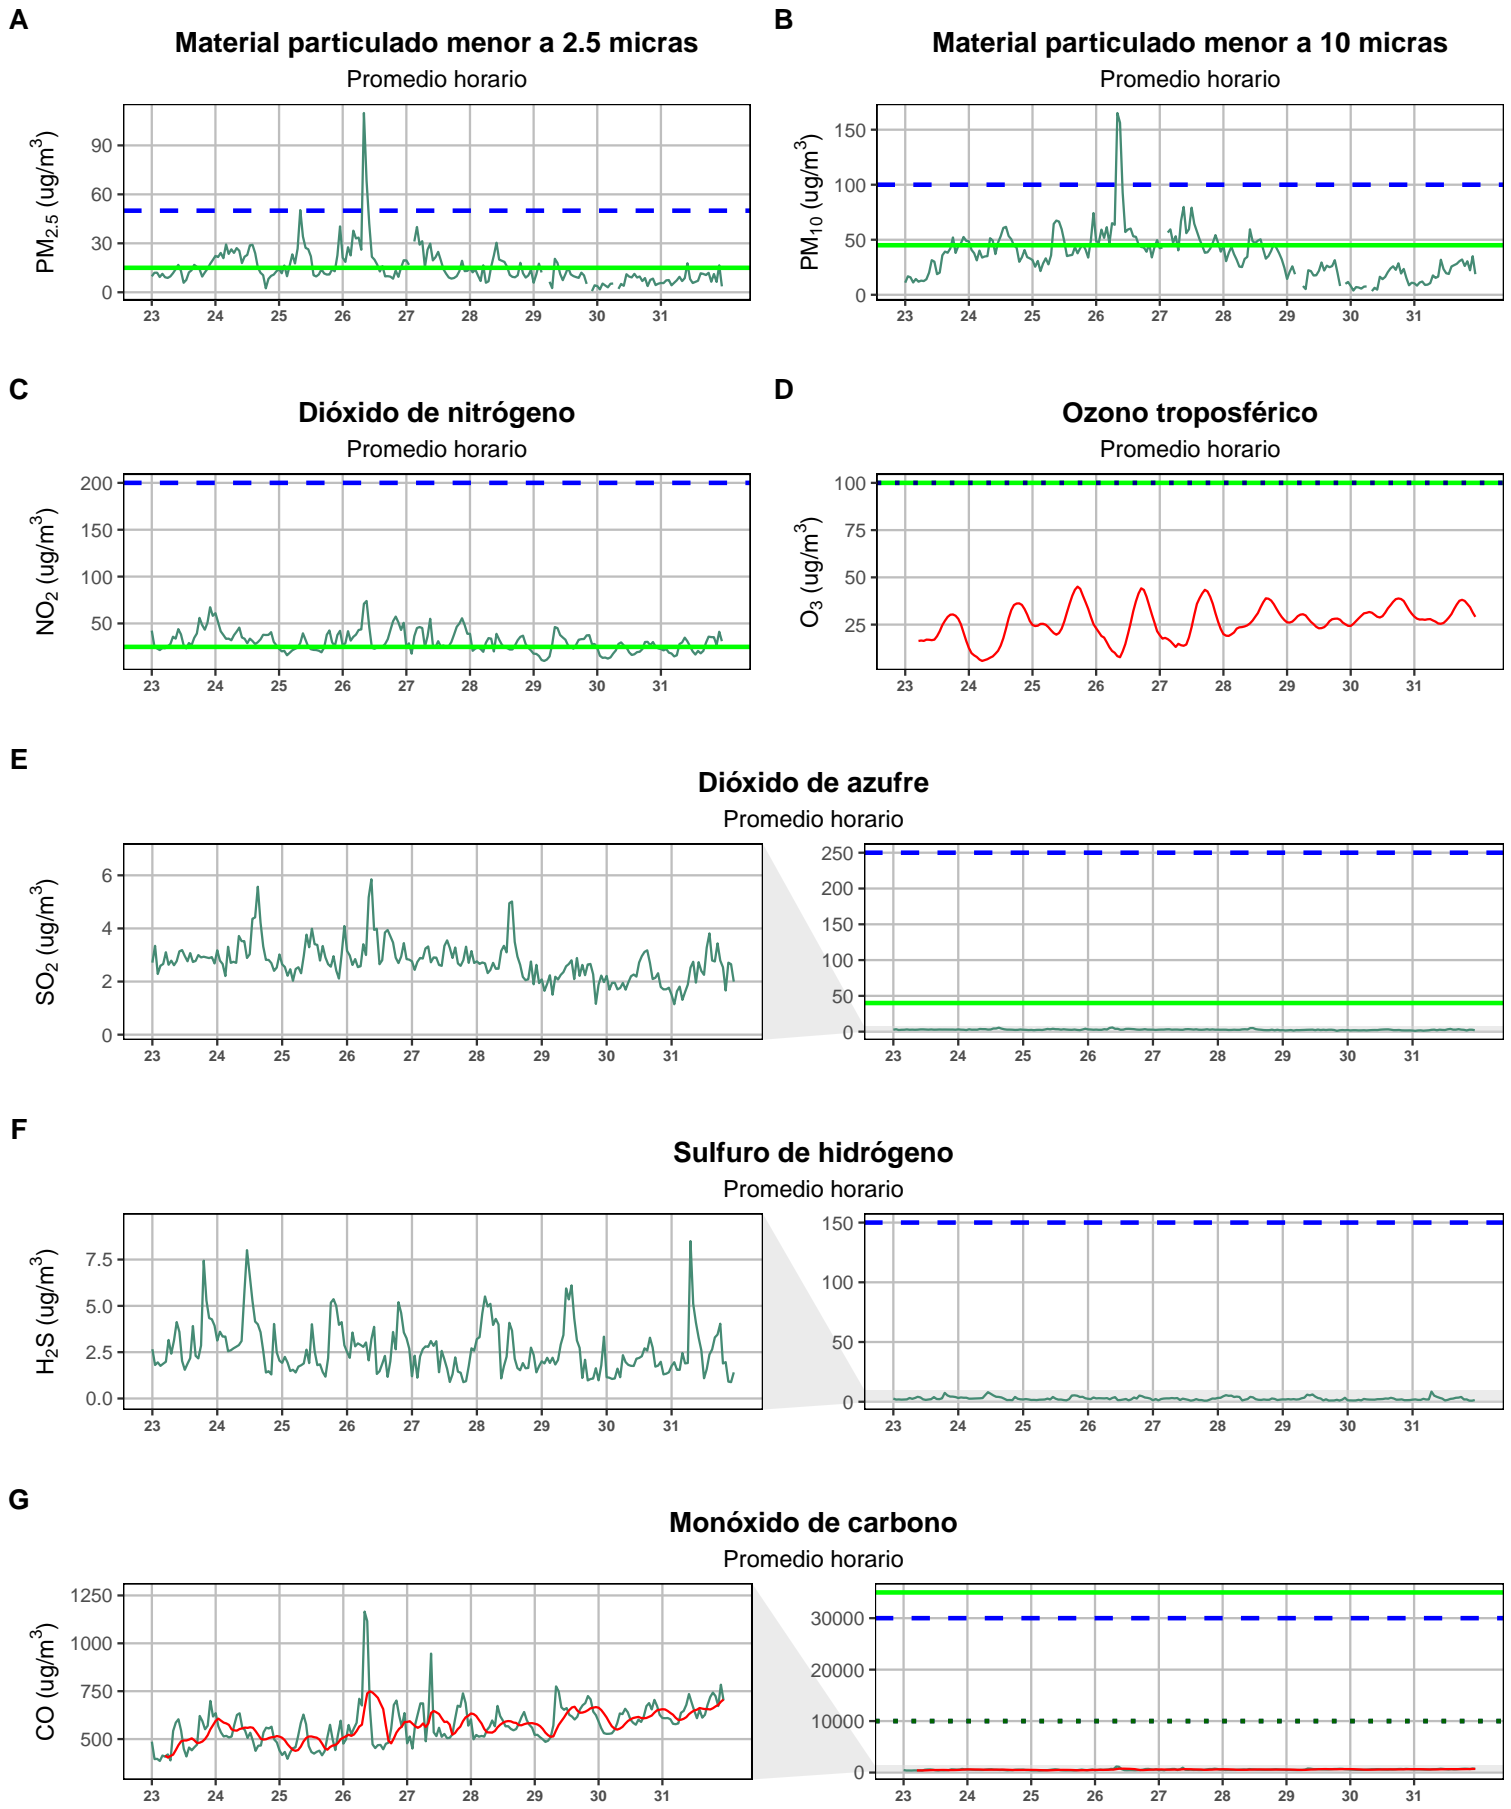 A
Material particulado menor a 2.5 micras
Promedio horario
PM2.5 (ug/m3)
90
60
30
0
23 24 25 26 27 28 29 30 31
B
Material particulado menor a 10 micras
Promedio horario
PM10 (ug/m3)
150
100
50
0
23 24 25 26 27 28 29 30 31
C
Dióxido de nitrógeno
Promedio horario
NO2 (ug/m3)
200
150
100
50
23 24 25 26 27 28 29 30 31
D
Ozono troposférico
Promedio horario
O3 (ug/m3)
100
75
50
25
23 24 25 26 27 28 29 30 31
E
Dióxido de azufre
Promedio horario
SO2 (ug/m3)
6
4
2
0
23 24 25 26 27 28 29 30 31
250
200
150
100
50
0
23 24 25 26 27 28 29 30 31
F
Sulfuro de hidrógeno
Promedio horario
H2S (ug/m3)
7.5
5.0
2.5
0.0
23 24 25 26 27 28 29 30 31
150
100
50
0
23 24 25 26 27 28 29 30 31
G
Monóxido de carbono
Promedio horario
CO (ug/m3)
1250
1000
750
500
23 24 25 26 27 28 29 30 31
30000
20000
10000
0
23 24 25 26 27 28 29 30 31